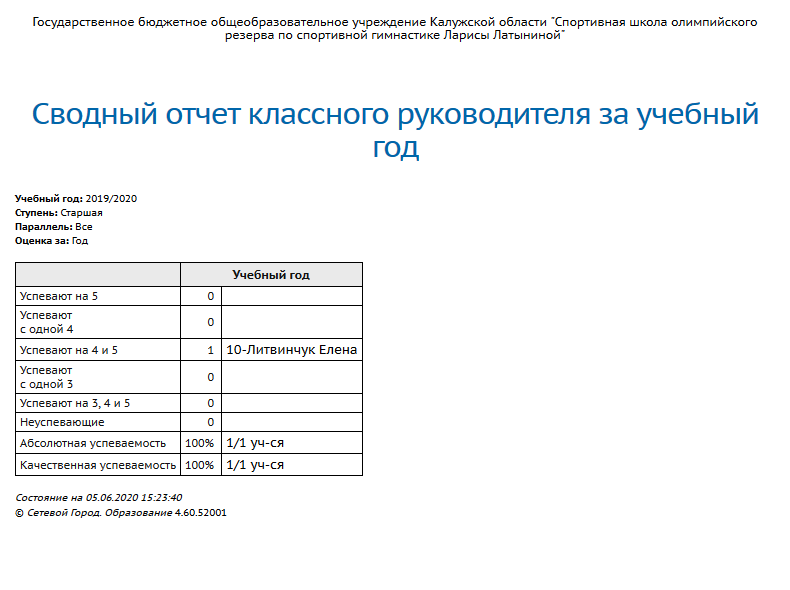 Государственное бюджетное общеобразовательное учреждение Калужской области "Спортивная школа олимпийского
резерва по спортивной гимнастике Ларисы Латыниной"
Сводный отчет классного руководителя за учебный
год
Учебный год: 2019/2020
Ступень: Старшая
Параллель: Все
Оценка за: Год
Учебный год
Успевают на 5 0
Успевают
с одной 4 0
Успевают на 4 и 5 1 10-Литвинчук Елена
Успевают
с одной 3 0
Успевают на 3, 4 и 5 0
Неуспевающие 0
Абсолютная успеваемость 100% 1/1 уч-ся
Качественная успеваемость 100% 1/1 уч-ся
Состояние на 05.06.2020 15:23:40
© Сетевой Город. Образование 4.60.52001